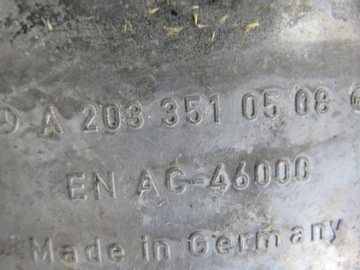 A 203 351 05 08
EN AC-46000
Made in Germany